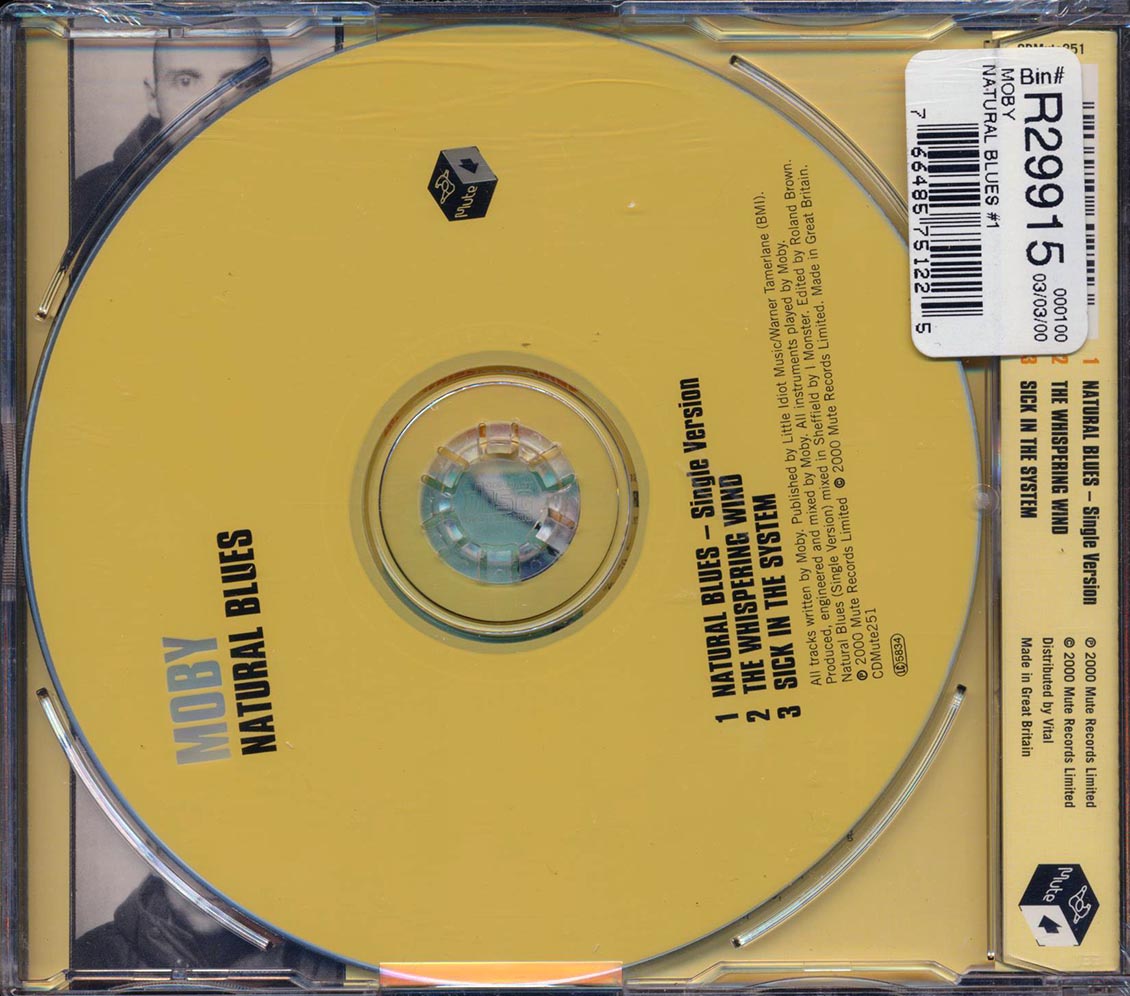 MOBY
NATURAL BLUES
Mute
1 NATURAL BLUES – Single Version
2 THE WHISPERING WIND
3 SICK IN THE SYSTEM
All tracks written by Moby. Published by Little Idiot Music/Warner Tamerlane (BMI).
Produced, engineered and mixed by Moby. All instruments played by Moby.
Natural Blues (Single Version) mixed in Sheffield by I Monster. Edited by Roland Brown.
℗ 2000 Mute Records Limited © 2000 Mute Records Limited. Made in Great Britain.
CDMute251
LC 5834
Bin#
R29915
000100
03/03/00
MOBY
NATURAL BLUES #1
7 66485 75122 5
CDMute251
1 NATURAL BLUES – Single Version
2 THE WHISPERING WIND
3 SICK IN THE SYSTEM
℗ 2000 Mute Records Limited
© 2000 Mute Records Limited
Distributed by Vital
Made in Great Britain
Mute